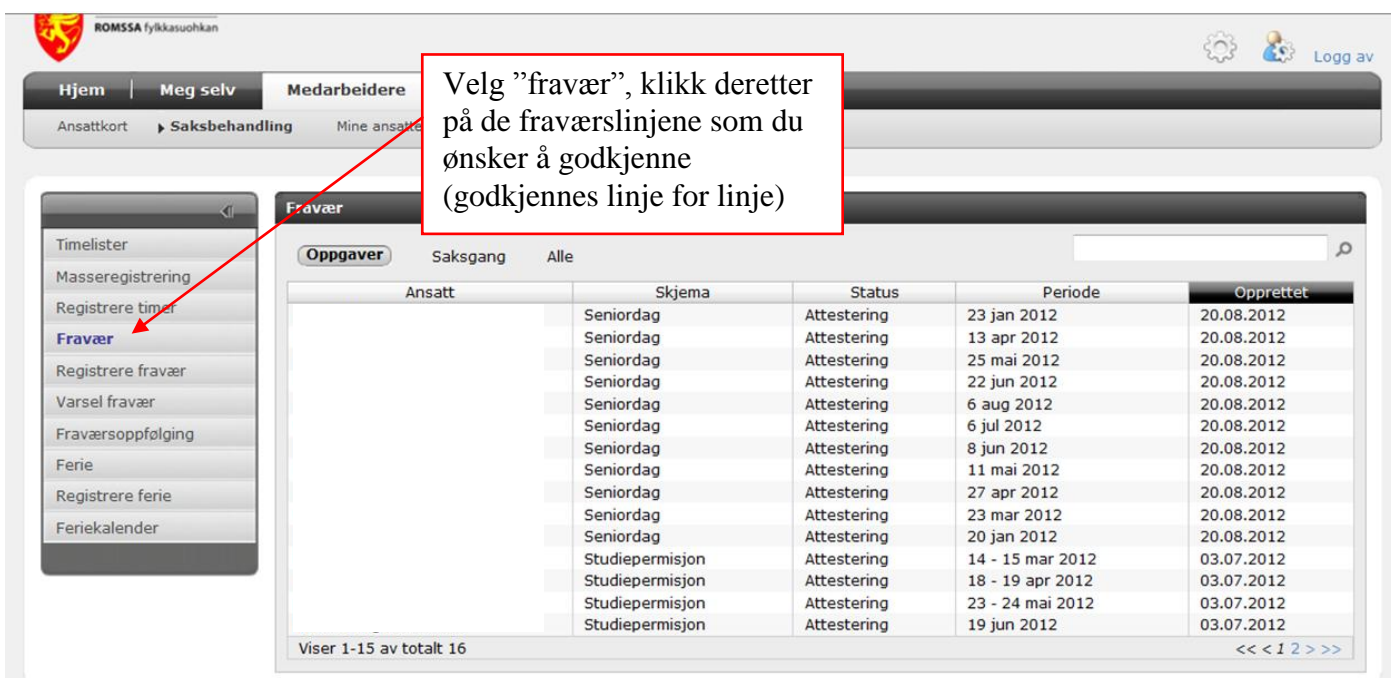 ROMSSA fylkkasuohkan
Logg av
Hjem | Meg selv Medarbeidere
Ansattkort Saksbehandling Mine ansatte
Velg ”fravær”, klikk deretter
på de fraværslinjene som du
ønsker å godkjenne
(godkjennes linje for linje)
Timelister
Masseregistrering
Registrere timer
Fravær
Registrere fravær
Varsel fravær
Fraværsoppfølging
Ferie
Registrere ferie
Feriekalender
Fravær
Oppgaver Saksgang Alle
Ansatt Skjema Status Periode Opprettet
Seniordag Attestering 23 jan 2012 20.08.2012
Seniordag Attestering 13 apr 2012 20.08.2012
Seniordag Attestering 25 mai 2012 20.08.2012
Seniordag Attestering 22 jun 2012 20.08.2012
Seniordag Attestering 6 aug 2012 20.08.2012
Seniordag Attestering 6 jul 2012 20.08.2012
Seniordag Attestering 8 jun 2012 20.08.2012
Seniordag Attestering 11 mai 2012 20.08.2012
Seniordag Attestering 27 apr 2012 20.08.2012
Seniordag Attestering 23 mar 2012 20.08.2012
Seniordag Attestering 20 jan 2012 20.08.2012
Studiepermisjon Attestering 14 - 15 mar 2012 03.07.2012
Studiepermisjon Attestering 18 - 19 apr 2012 03.07.2012
Studiepermisjon Attestering 23 - 24 mai 2012 03.07.2012
Studiepermisjon Attestering 19 jun 2012 03.07.2012
Viser 1-15 av totalt 16 << < 1 2 > >>